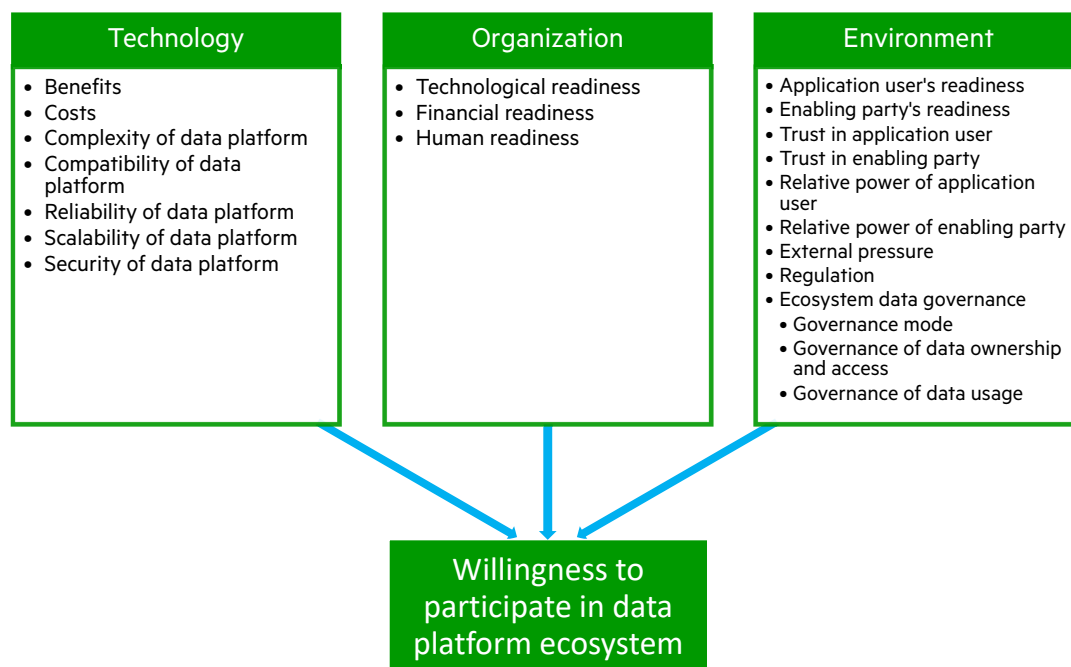 Technology
• Benefits
• Costs
• Complexity of data platform
• Compatibility of data
platform
• Reliability of data platform
• Scalability of data platform
• Security of data platform
Organization
• Technological readiness
• Financial readiness
• Human readiness
Environment
• Application user's readiness
• Enabling party's readiness
• Trust in application user
• Trust in enabling party
• Relative power of application
user
• Relative power of enabling party
• External pressure
• Regulation
• Ecosystem data governance
• Governance mode
• Governance of data ownership
and access
• Governance of data usage
Willingness to
participate in data
platform ecosystem